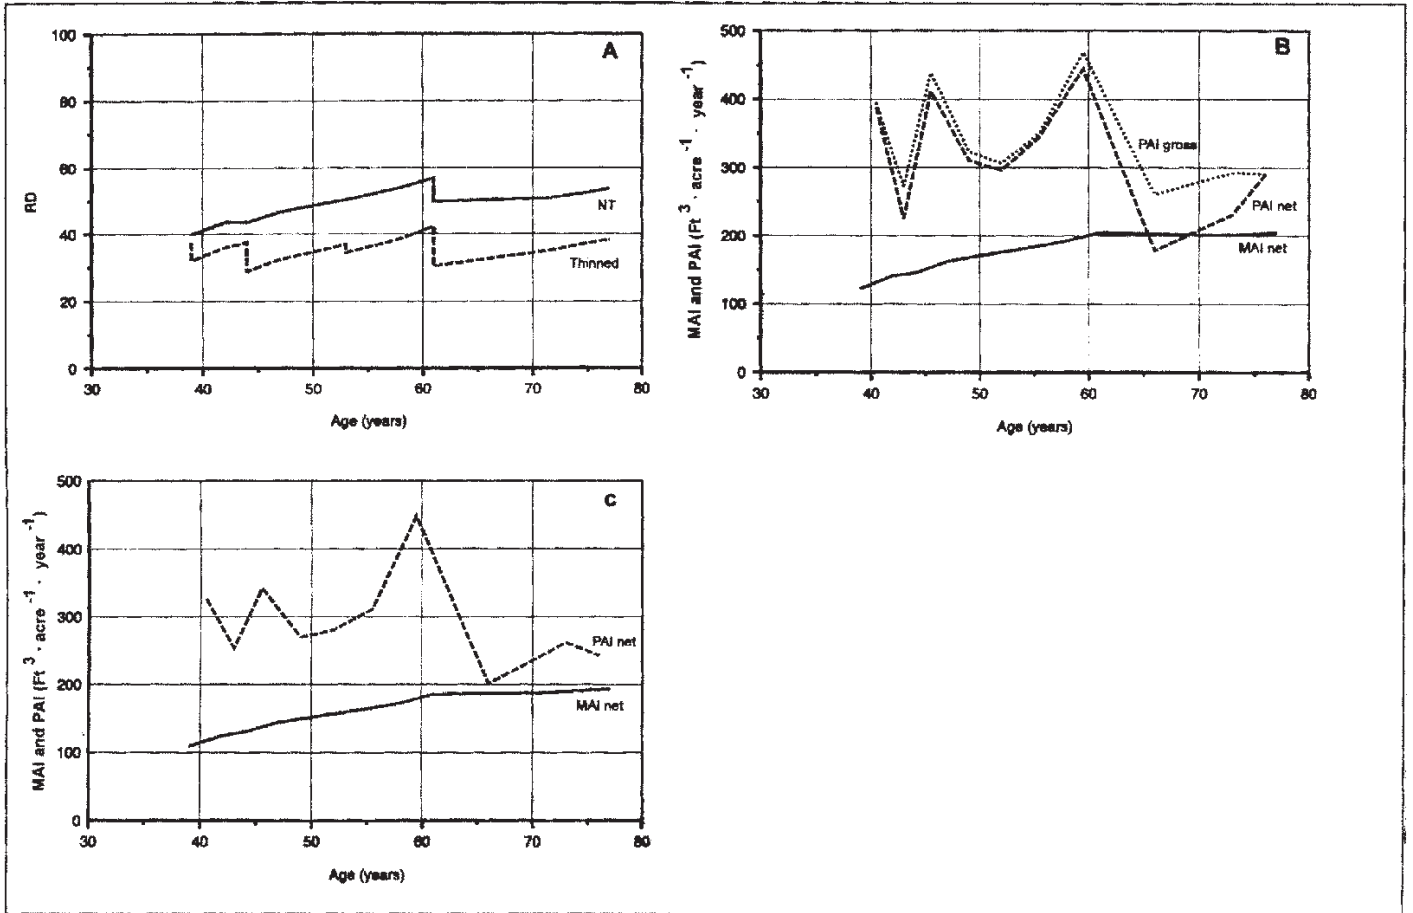 A
100
80
60
40
20
0
RD
NT
Thinned
30 40 50 60 70 80
Age (years)
B
500
400
300
200
100
0
MAI and PAI (Ft 3 · acre -1 · year -1)
PAI gross
PAI net
MAI net
30 40 50 60 70 80
Age (years)
C
500
400
300
200
100
0
MAI and PAI (Ft 3 · acre -1 · year -1)
PAI net
MAI net
30 40 50 60 70 80
Age (years)